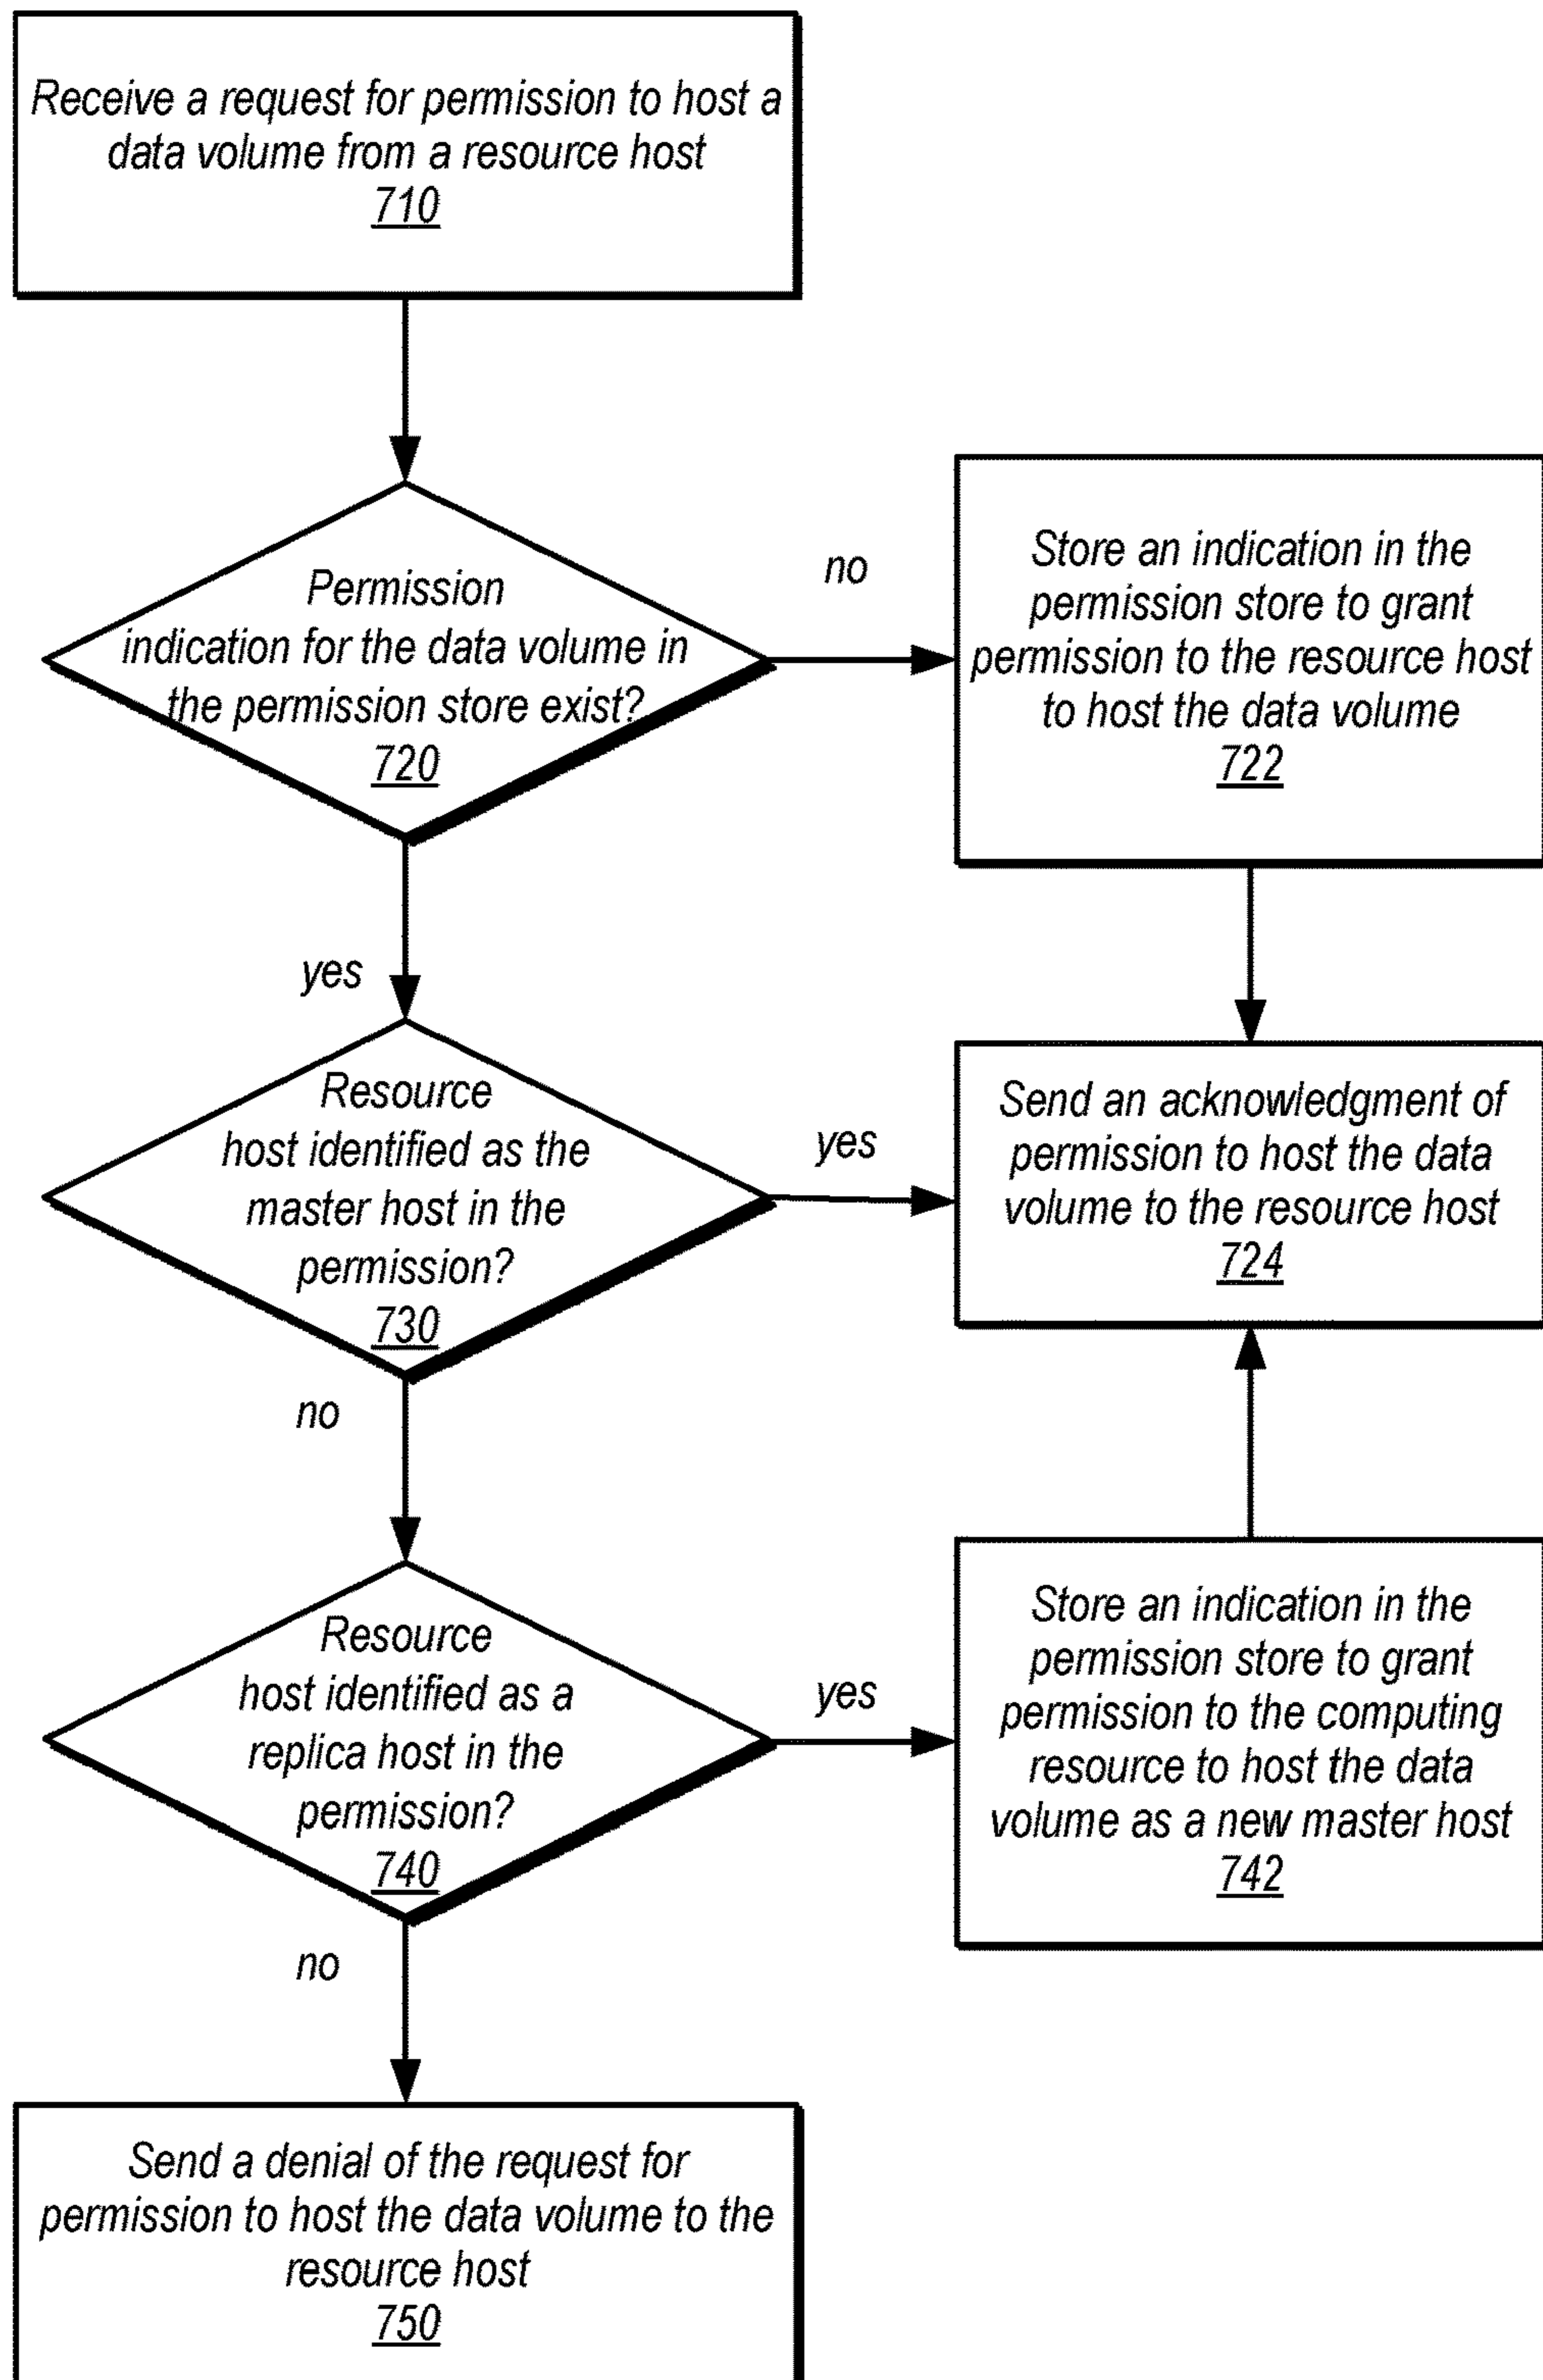 Receive a request for permission to host a
data volume from a resource host
710
Permission
indication for the data volume in
the permission store exist?
720
no
Store an indication in the
permission store to grant
permission to the resource host
to host the data volume
722
yes
Resource
host identified as the
master host in the
permission?
730
yes
Send an acknowledgment of
permission to host the data
volume to the resource host
724
no
Resource
host identified as a
replica host in the
permission?
740
yes
Store an indication in the
permission store to grant
permission to the computing
resource to host the data
volume as a new master host
742
no
Send a denial of the request for
permission to host the data volume to the
resource host
750